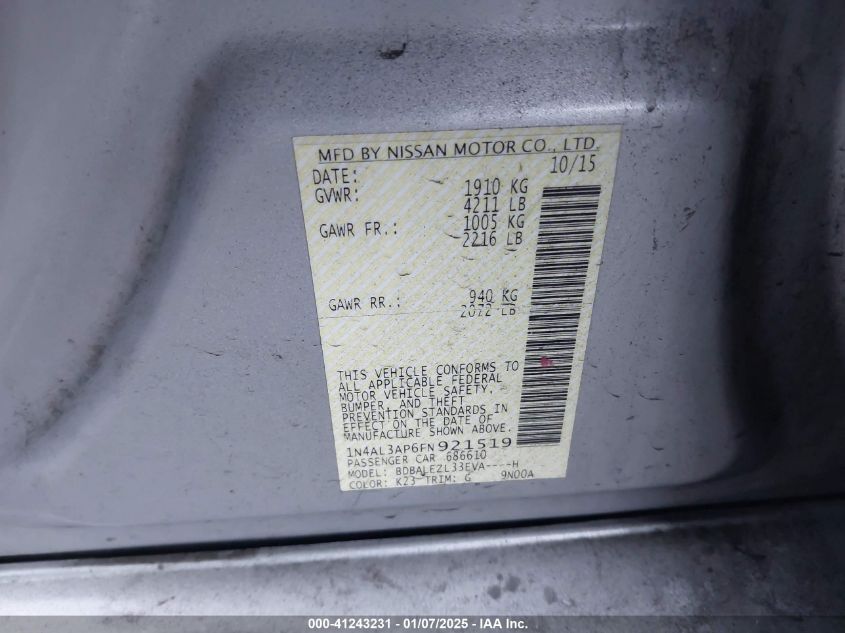 MFD BY NISSAN MOTOR CO., LTD.
DATE: 10/15
GVWR: 1910 KG
4211 LB
GAWR FR.: 1005 KG
2216 LB
GAWR RR.: 940 KG
2072 LB
THIS VEHICLE CONFORMS TO
ALL APPLICABLE FEDERAL
MOTOR VEHICLE SAFETY,
BUMPER, AND THEFT
PREVENTION STANDARDS IN
EFFECT ON THE DATE OF
MANUFACTURE SHOWN ABOVE.
1N4AL3AP6FN921519
PASSENGER CAR 686610
MODEL: BDBALEZL33EVA----H
COLOR: K23 TRIM: G 9N00A
000-41243231 - 01/07/2025 - IAA Inc.